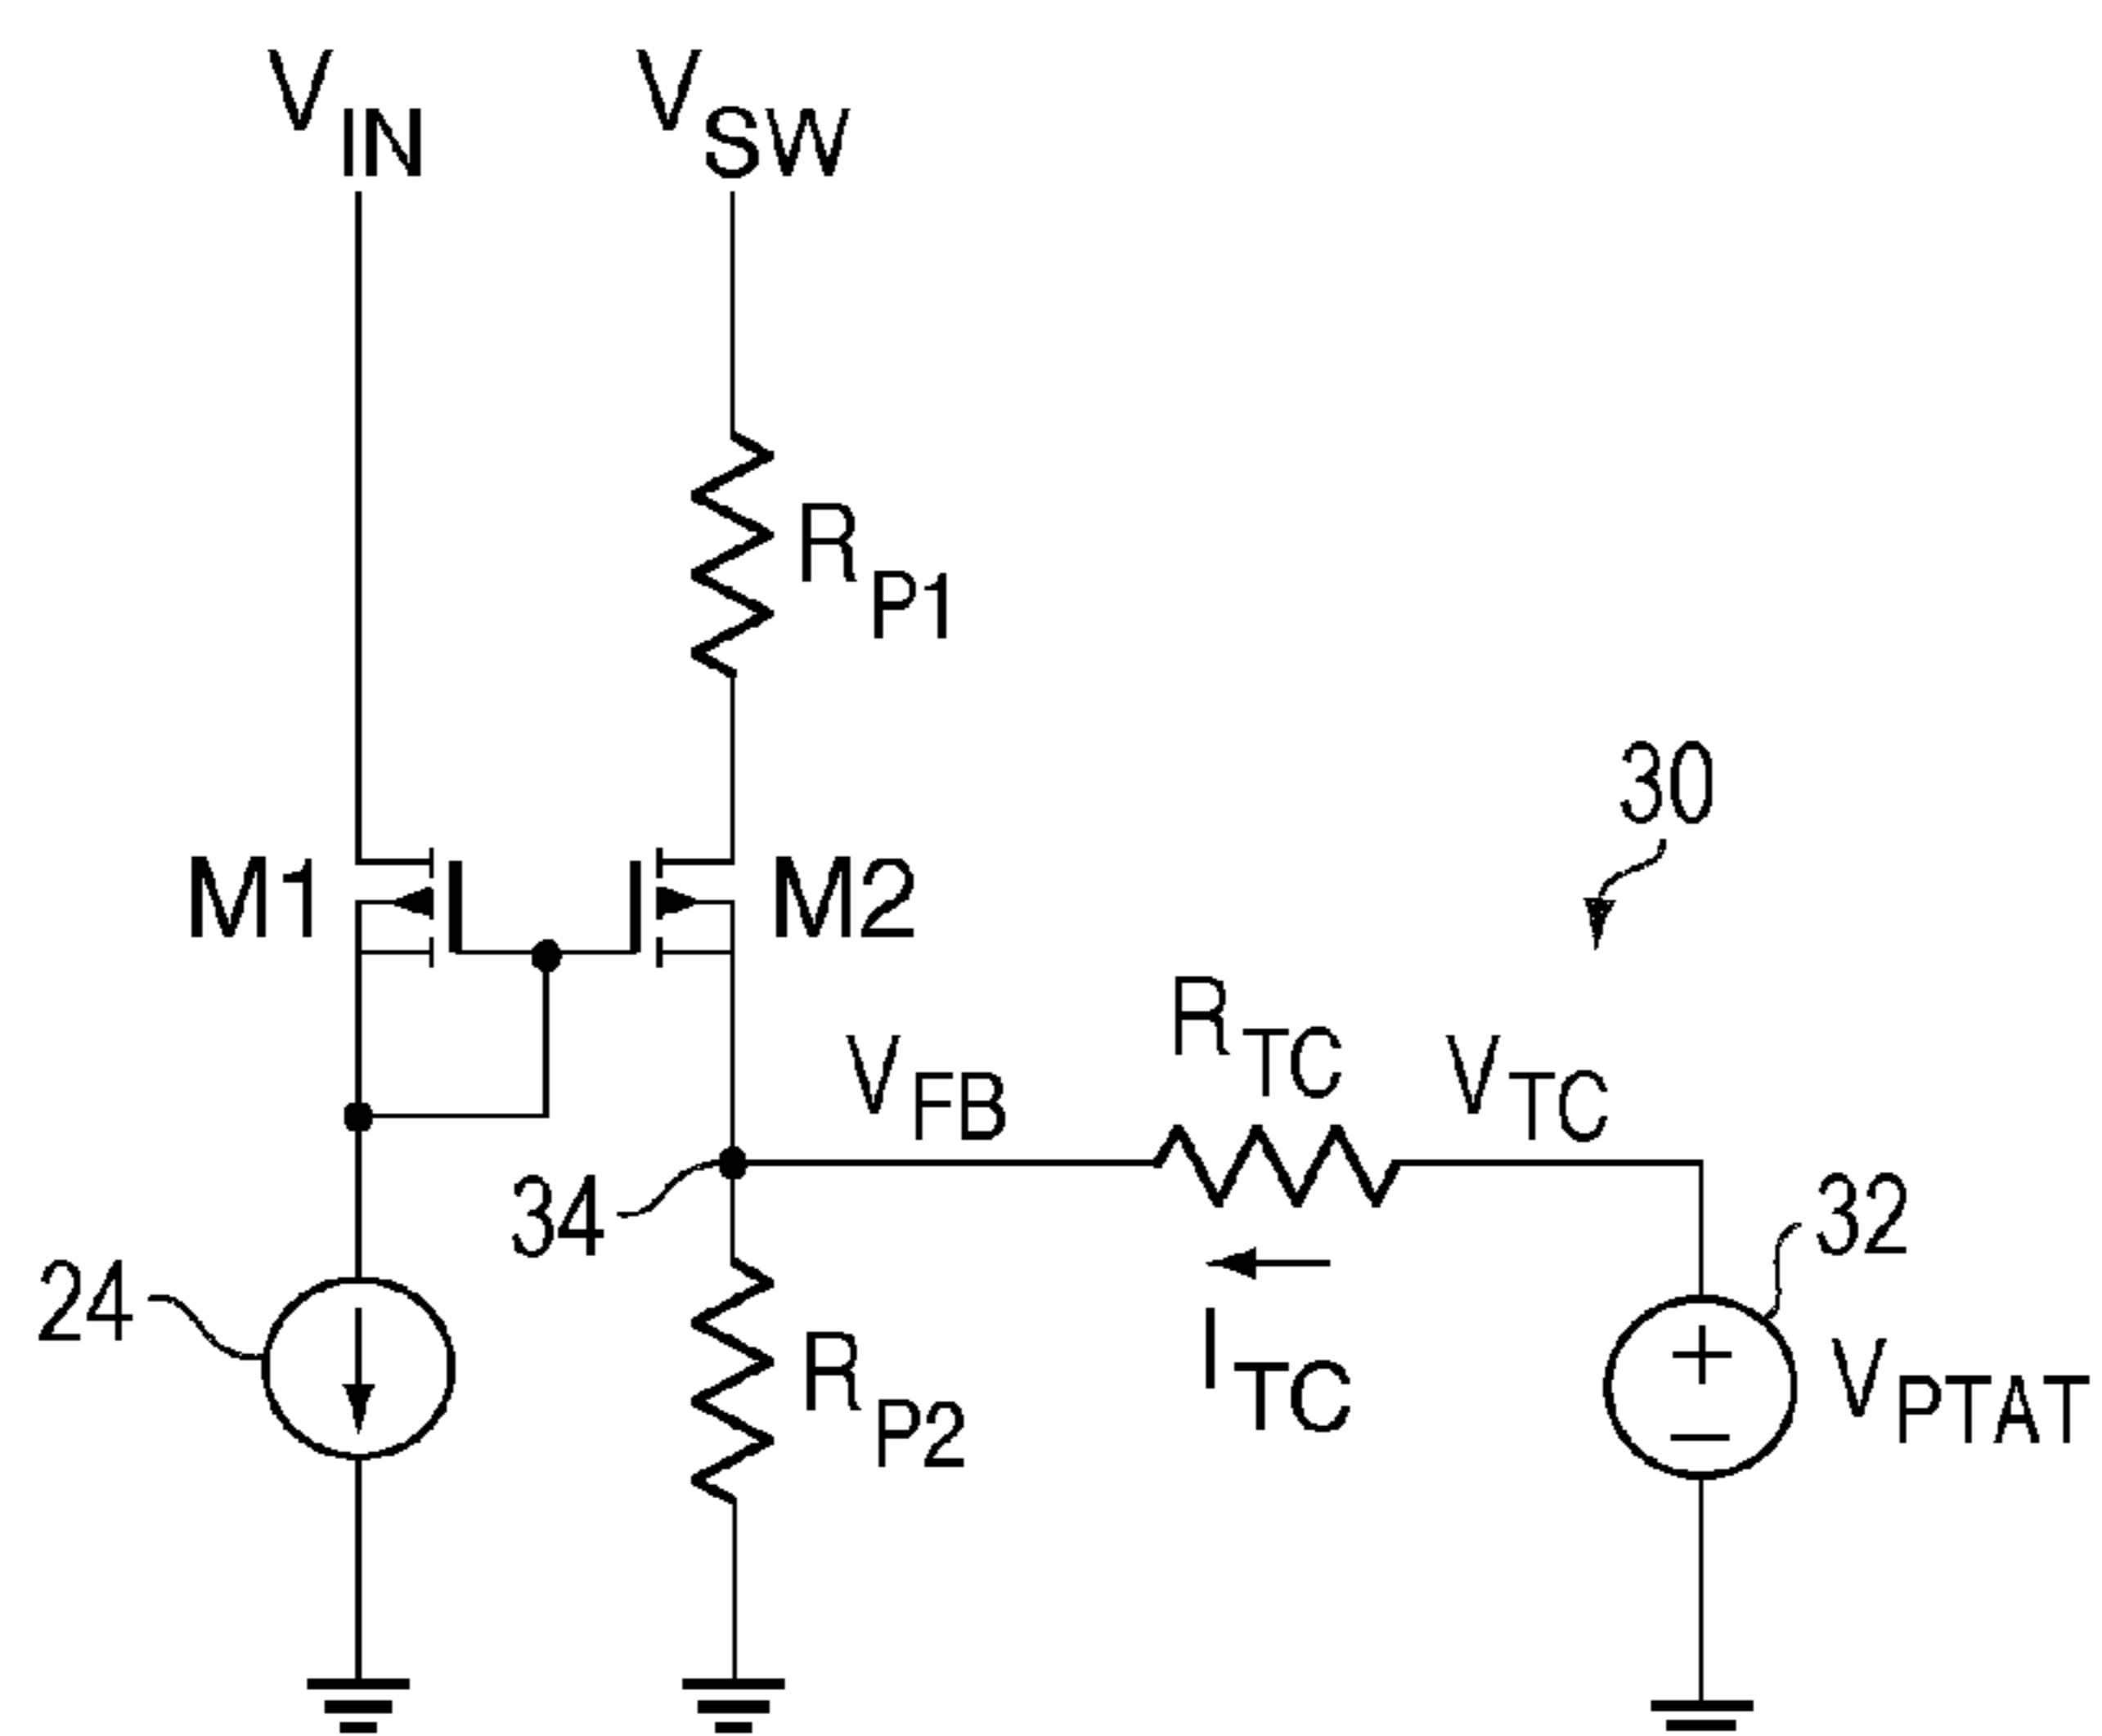 V_IN V_SW
R_P1
30
M1 M2
R_TC
V_FB V_TC
34 32
24
R_P2 I_TC V_PTAT
+
−